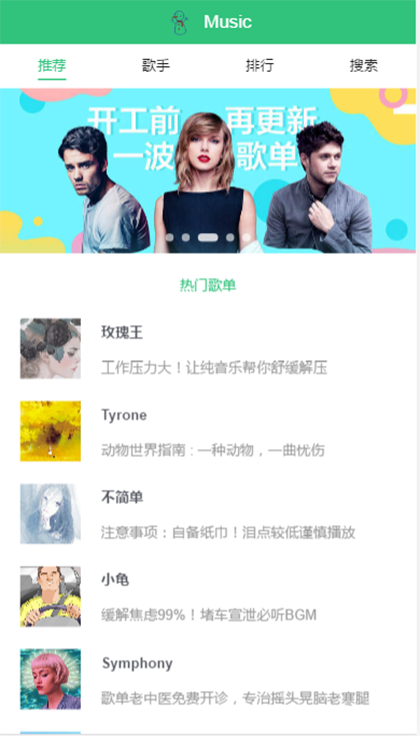 Music
推荐 歌手 排行 搜索
开工前 再更新
一波 歌单
热门歌单
玫瑰王
工作压力大！让纯音乐帮你舒缓解压
Tyrone
动物世界指南：一种动物，一曲忧伤
不简单
注意事项：自备纸巾！泪点较低谨慎播放
小龟
缓解焦虑99%！堵车宣泄必听BGM
Symphony
歌单老中医免费开诊，专治摇头晃脑老寒腿